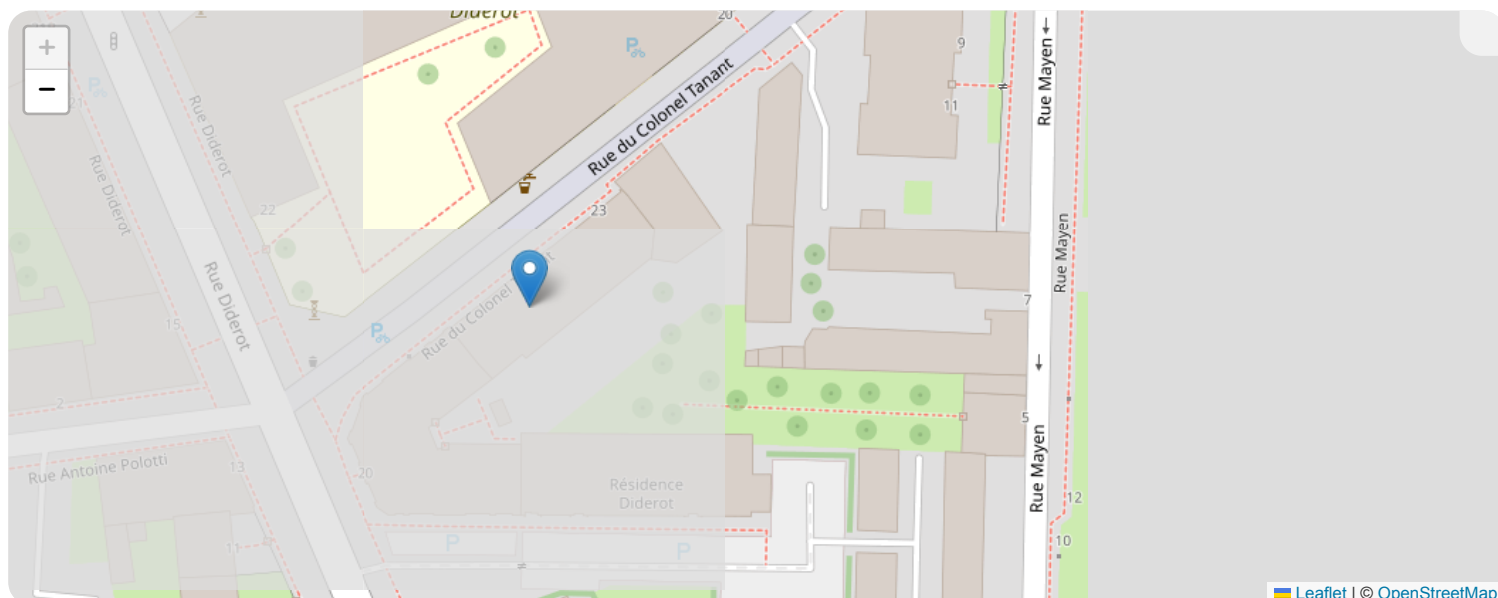 Diderot
20
+
−
9
Rue Mayen
21
Rue Diderot
11
Rue du Colonel Tanant
Rue Diderot
22
23
Rue Mayen
Rue Diderot
7
15
Rue du Colonel
2
5
Rue Mayen
Rue Antoine Polotti
13
20
Résidence
Diderot
12
10
11
P
P
Leaflet | © OpenStreetMap